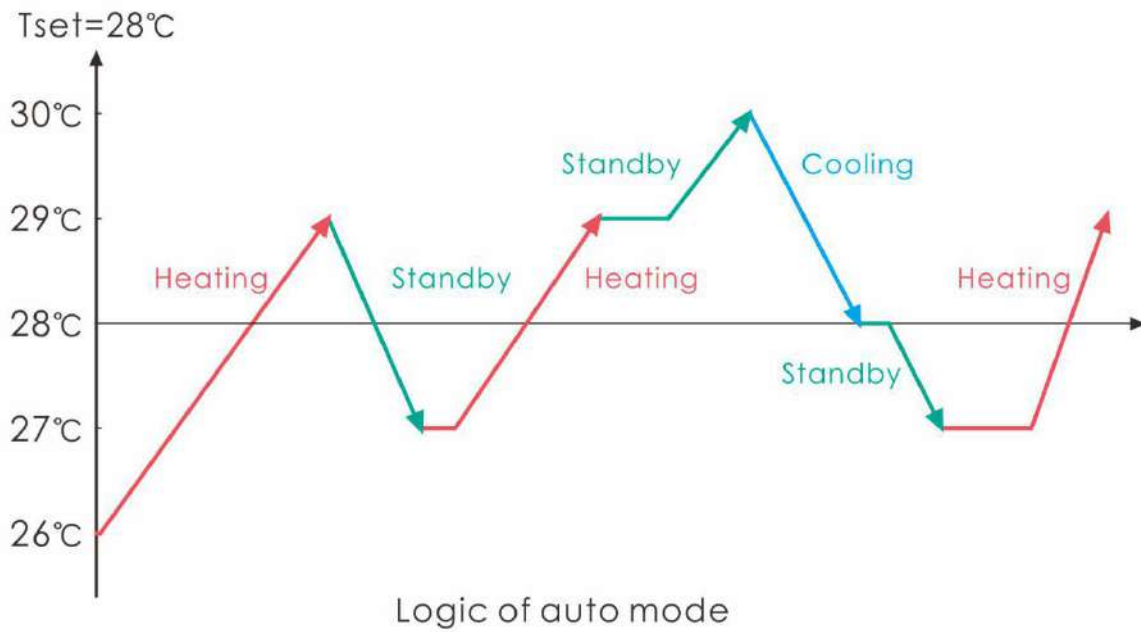 Tset=28℃
30℃
Standby
Cooling
29℃
Heating
Standby
Heating
Heating
28℃
Standby
27℃
26℃
Logic of auto mode